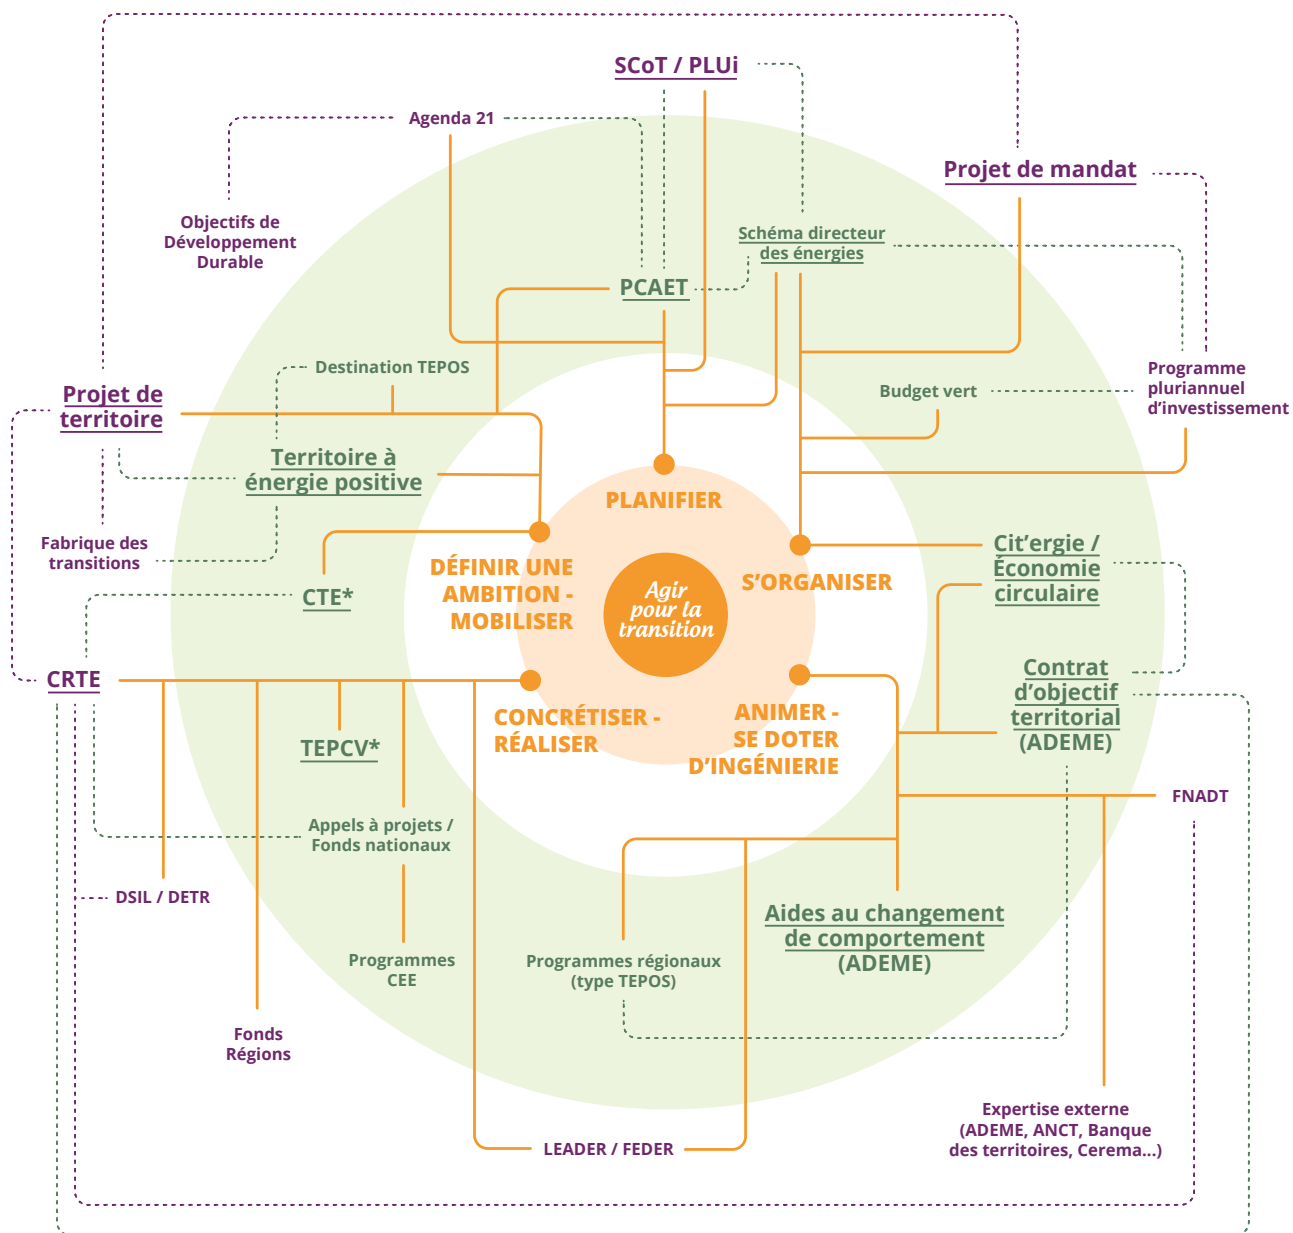 SCoT / PLUi
Agenda 21
Projet de mandat
Objectifs de
Développement
Durable
Schéma directeur
des énergies
PCAET
Destination TEPOS
Programme
pluriannuel
d’investissement
Budget vert
Projet de
territoire
Territoire à
énergie positive
PLANIFIER
Fabrique des
transitions
CTE*
DÉFINIR UNE
AMBITION -
MOBILISER
Agir
pour la
transition
S’ORGANISER
Cit’ergie /
Économie
circulaire
CRTE
Contrat
d’objectif
territorial
(ADEME)
CONCRÉTISER -
RÉALISER
ANIMER -
SE DOTER
D’INGÉNIERIE
TEPCV*
FNADT
Appels à projets /
Fonds nationaux
DSIL / DETR
Aides au changement
de comportement
(ADEME)
Programmes
CEE
Programmes régionaux
(type TEPOS)
Fonds
Régions
LEADER / FEDER
Expertise externe
(ADEME, ANCT, Banque
des territoires, Cerema...)